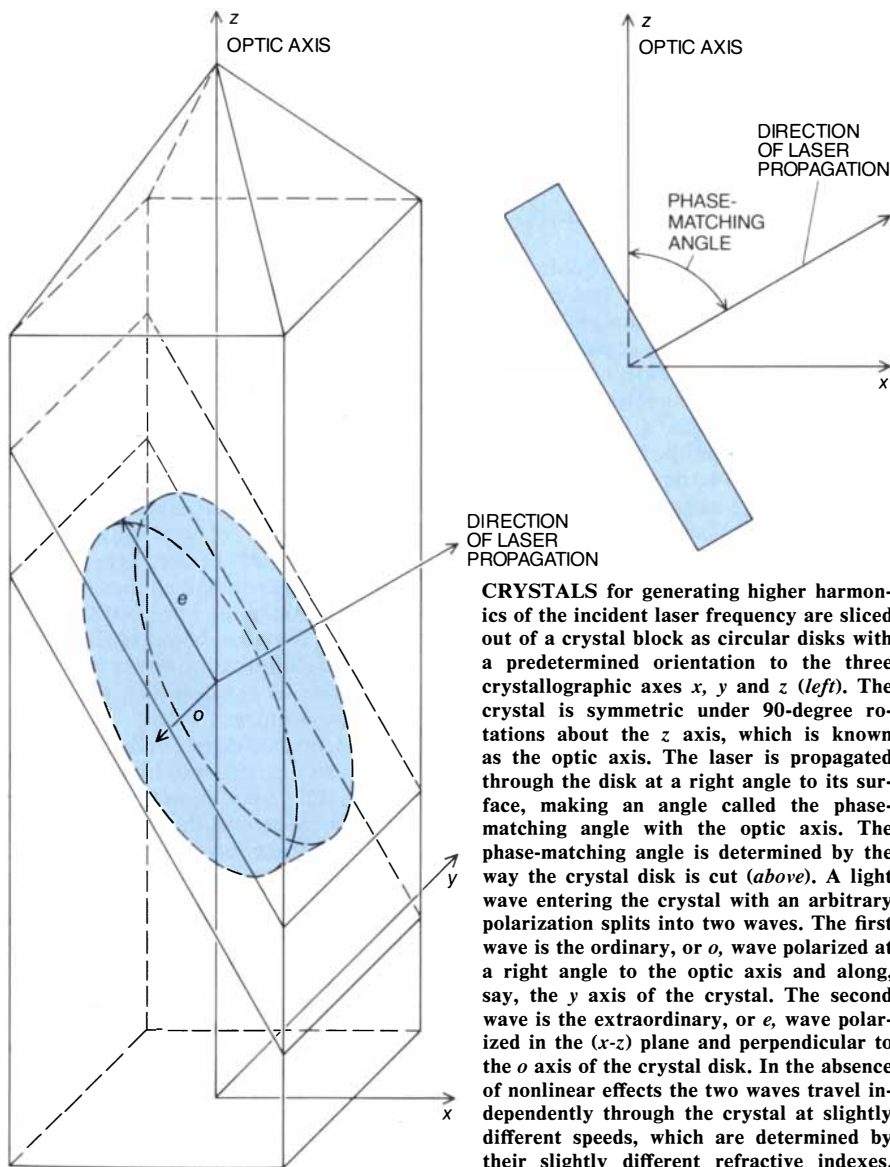 z
OPTIC AXIS
e
o
DIRECTION
OF LASER
PROPAGATION
y
x
z
OPTIC AXIS
DIRECTION
OF LASER
PROPAGATION
PHASE-
MATCHING
ANGLE
x
CRYSTALS for generating higher harmon-
ics of the incident laser frequency are sliced
out of a crystal block as circular disks with
a predetermined orientation to the three
crystallographic axes x, y and z (left). The
crystal is symmetric under 90-degree ro-
tations about the z axis, which is known
as the optic axis. The laser is propagated
through the disk at a right angle to its sur-
face, making an angle called the phase-
matching angle with the optic axis. The
phase-matching angle is determined by the
way the crystal disk is cut (above). A light
wave entering the crystal with an arbitrary
polarization splits into two waves. The first
wave is the ordinary, or o, wave polarized at
a right angle to the optic axis and along,
say, the y axis of the crystal. The second
wave is the extraordinary, or e, wave polar-
ized in the (x-z) plane and perpendicular to
the o axis of the crystal disk. In the absence
of nonlinear effects the two waves travel in-
dependently through the crystal at slightly
different speeds, which are determined by
their slightly different refractive indexes.